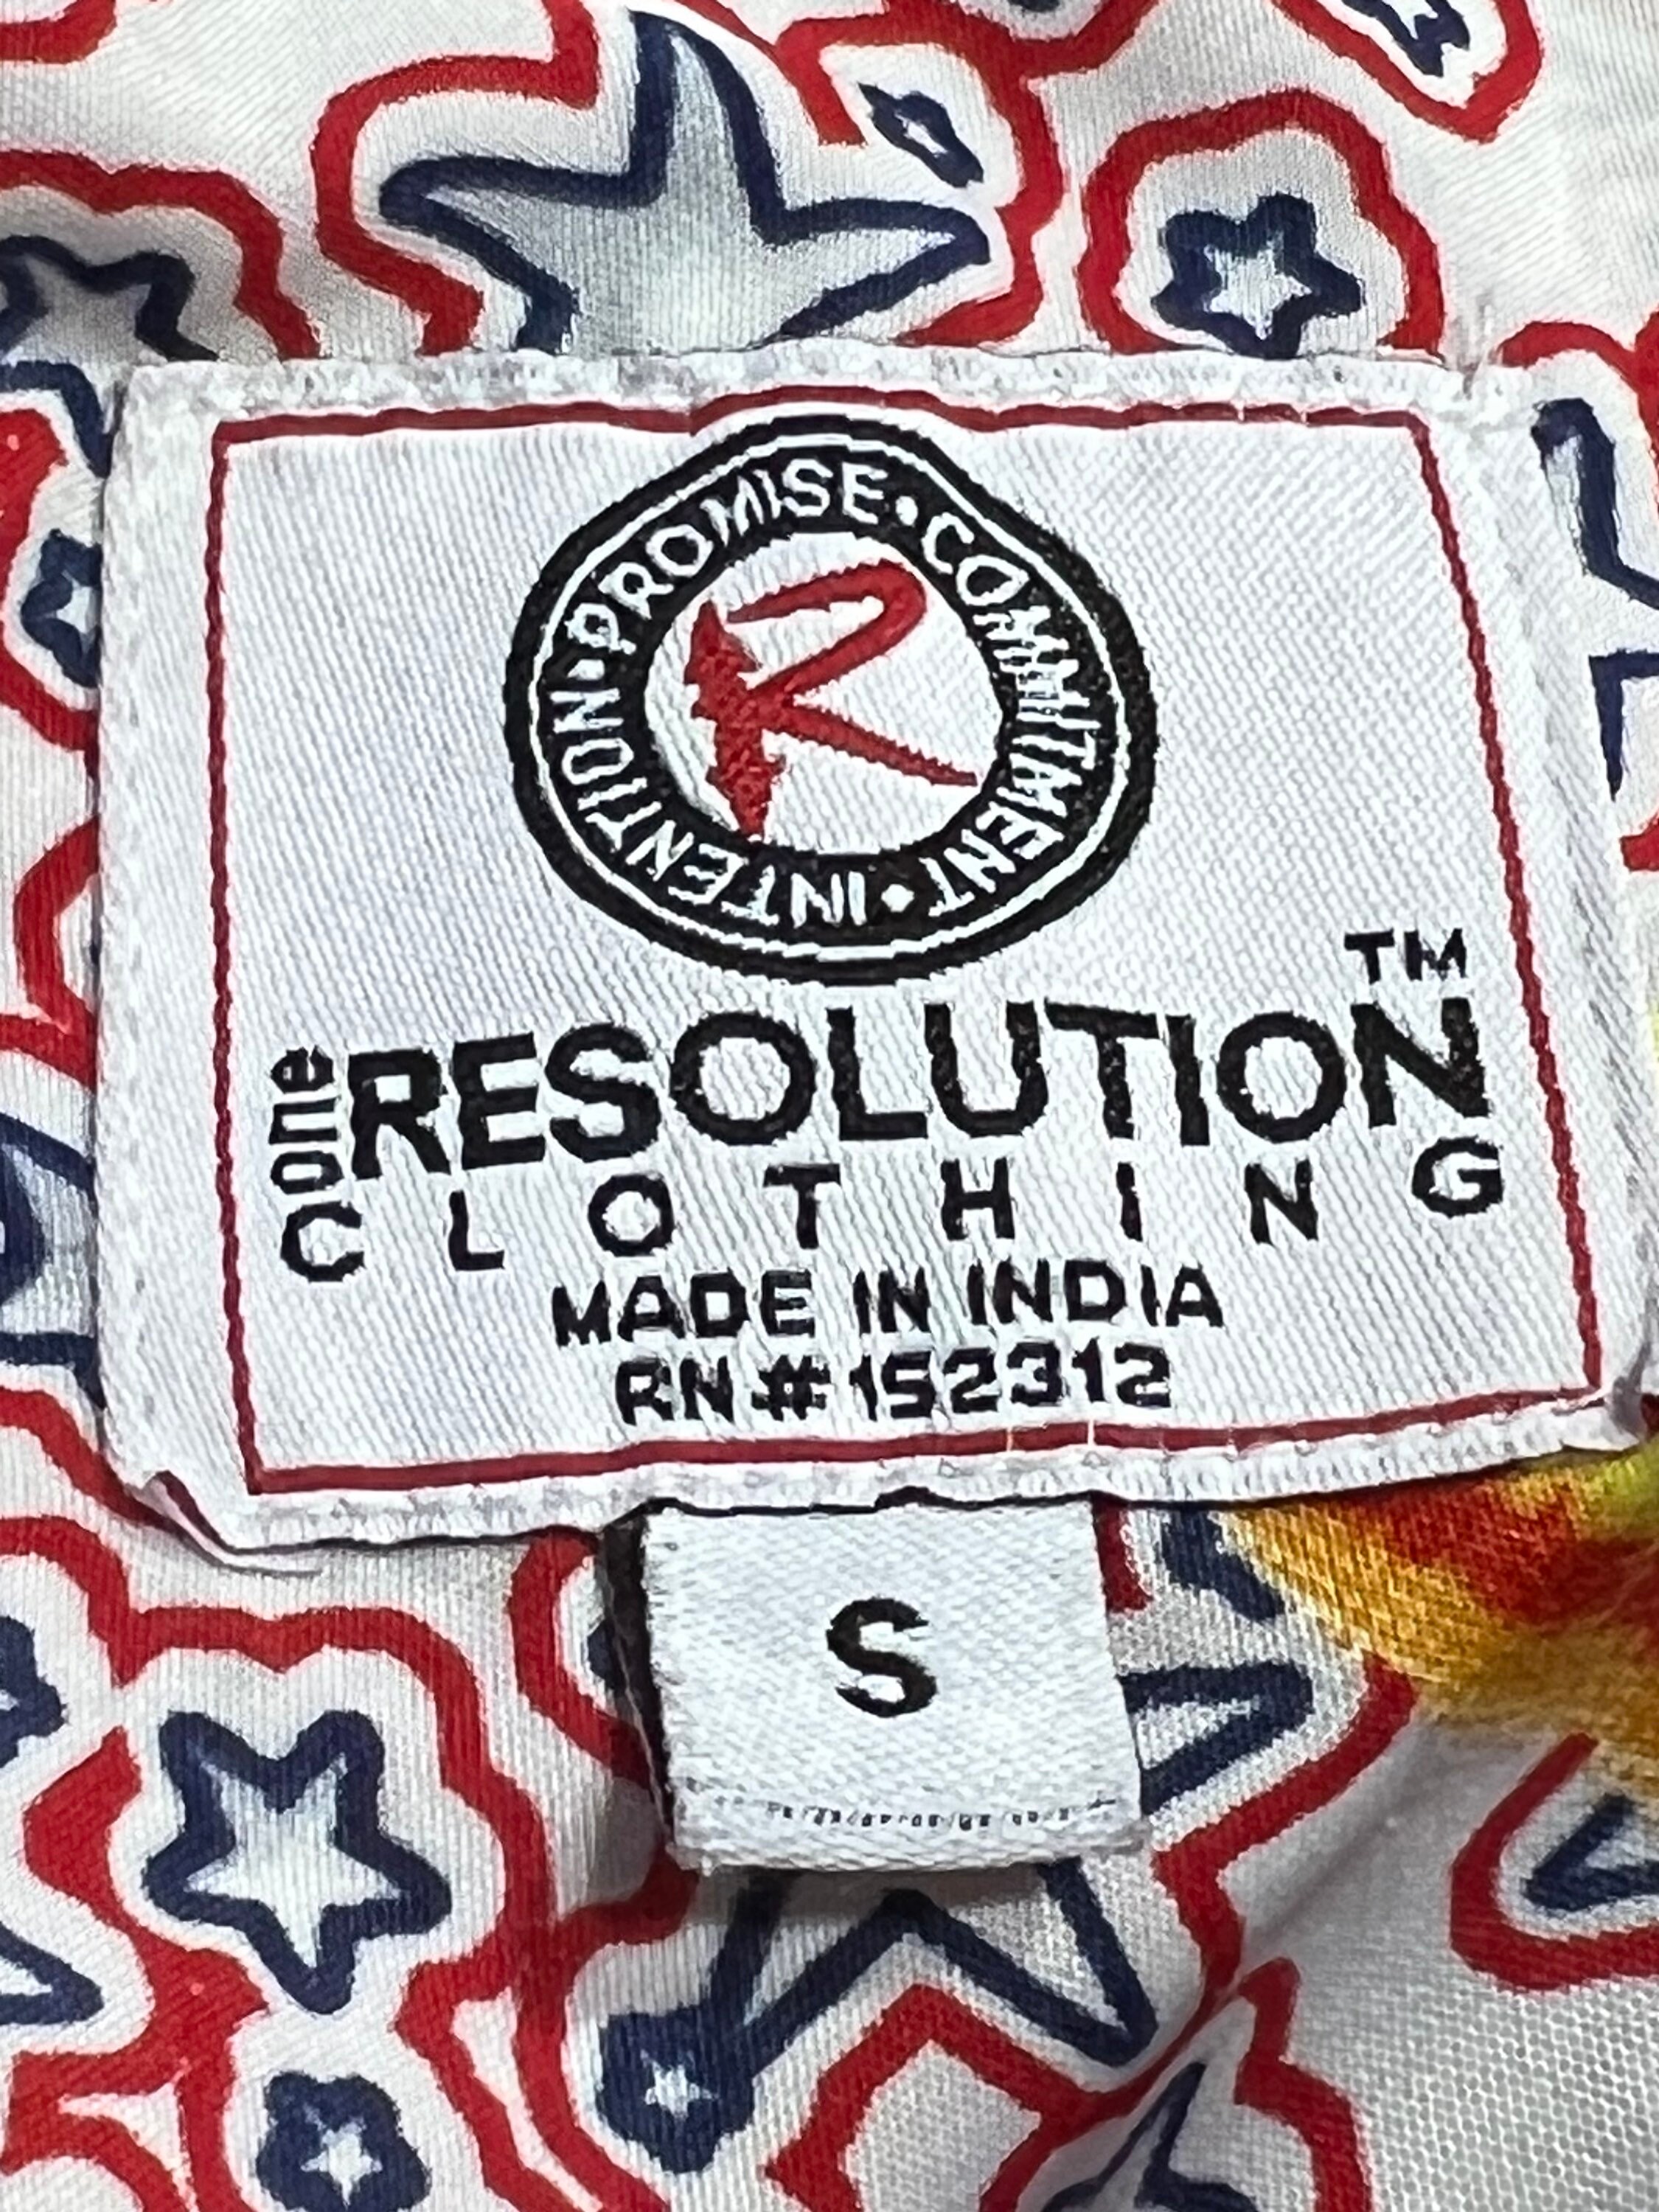 PROMISE • COMMITMENT • INTENTION •
R
one RESOLUTION™
CLOTHING
MADE IN INDIA
RN#152312
S